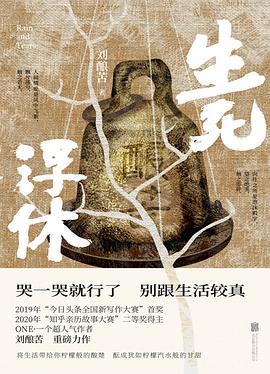 Rain
and
Tears
刘酿苦
生死
浮休
哭一哭就行了 别跟生活较真
2019年“今日头条全国新写作大赛”首奖
2020年“知乎亲历故事大赛”二等奖得主
ONE·一个超人气作者
刘酿苦 重磅力作
将生活带给你柠檬般的酸楚 酝成犹如柠檬汽水般的甘甜